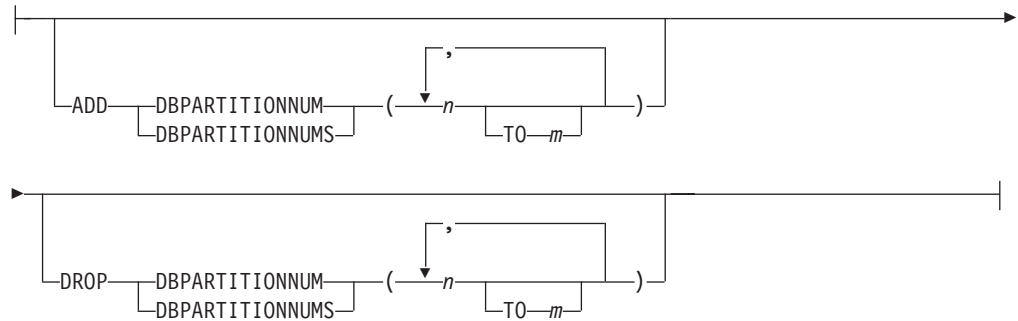 ,
ADD DBPARTITIONNUM ( n )
DBPARTITIONNUMS TO m
,
DROP DBPARTITIONNUM ( n )
DBPARTITIONNUMS TO m